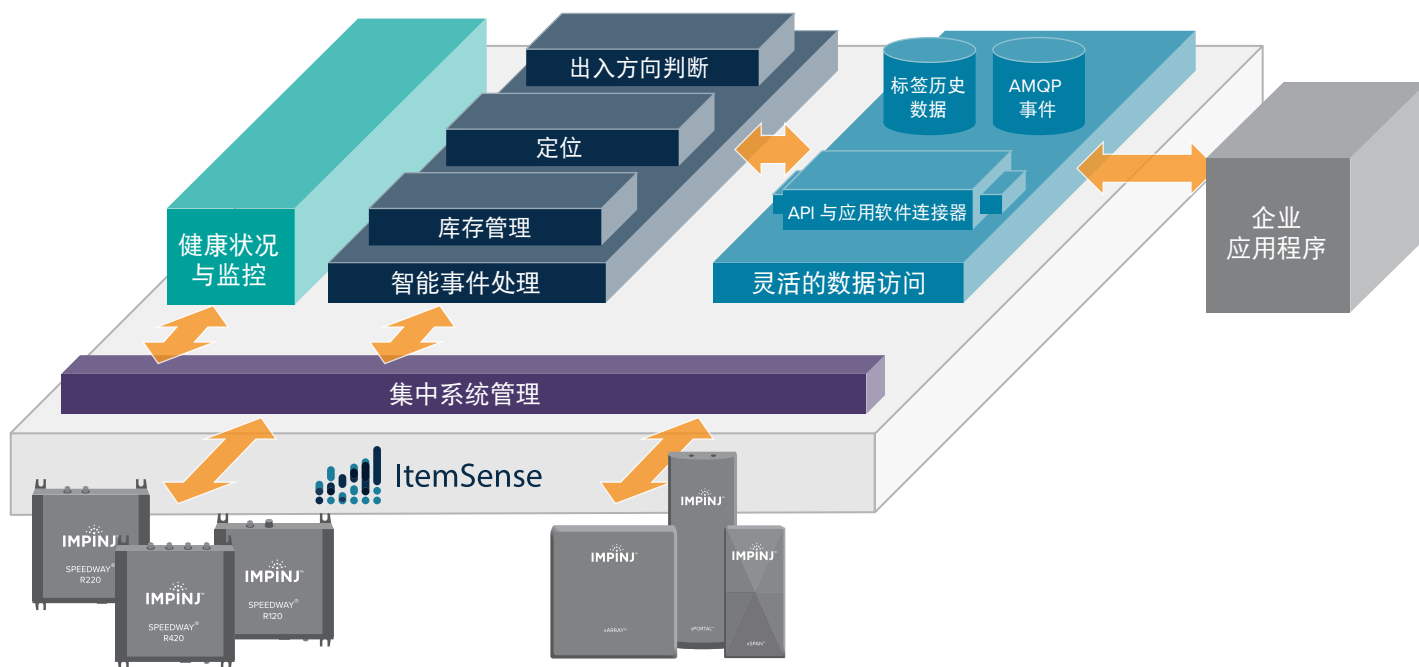 出入方向判断
标签历史
数据
AMQP
事件
定位
API 与应用软件连接器
库存管理
健康状况
与监控
智能事件处理
灵活的数据访问
企业
应用程序
集中系统管理
ItemSense
IMPINJ
SPEEDWAY®
R220
IMPINJ
SPEEDWAY®
R420
IMPINJ
SPEEDWAY®
R120
IMPINJ
xARRAY®
IMPINJ
xPORTAL™
IMPINJ
xSPAN®